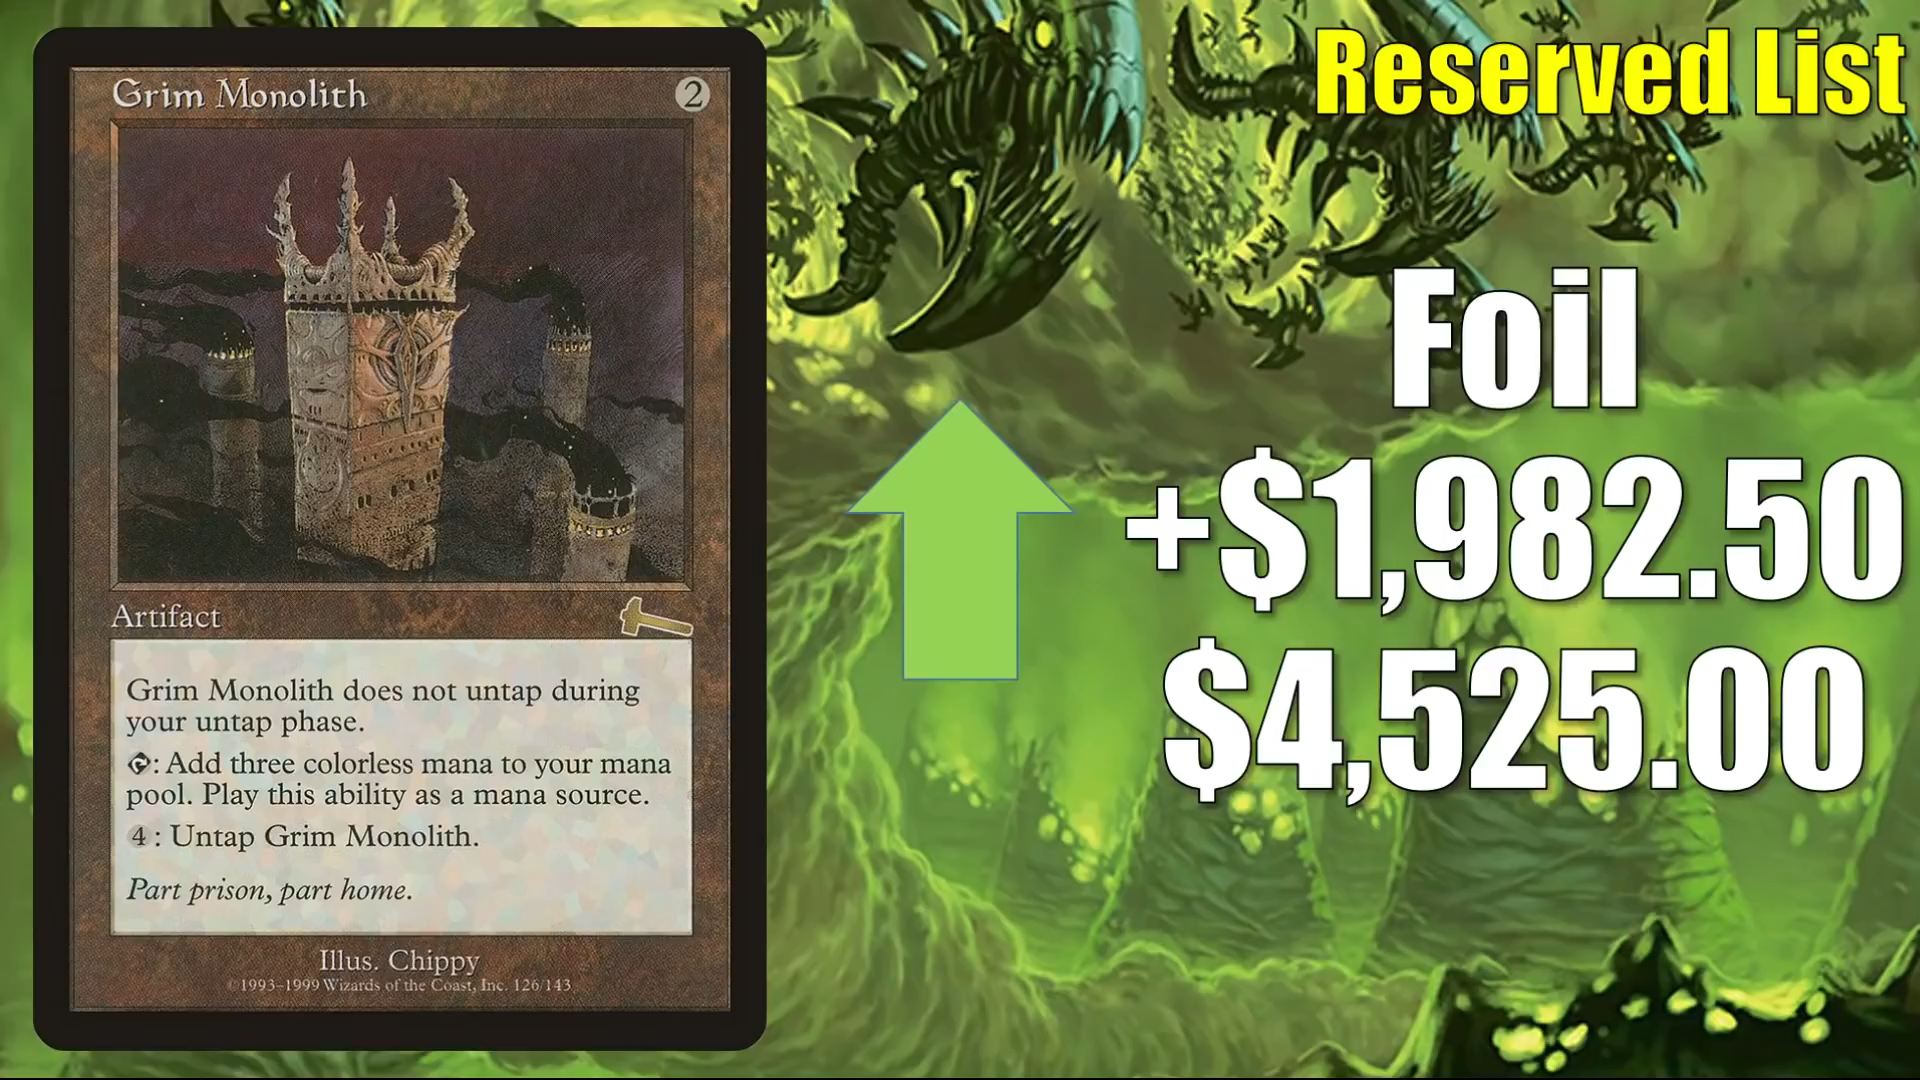 Grim Monolith 2
Artifact
Grim Monolith does not untap during
your untap phase.
: Add three colorless mana to your mana
pool. Play this ability as a mana source.
4: Untap Grim Monolith.
Part prison, part home.
Illus. Chippy
©1993-1999 Wizards of the Coast, Inc. 126/143
Reserved List
Foil
+$1,982.50
$4,525.00